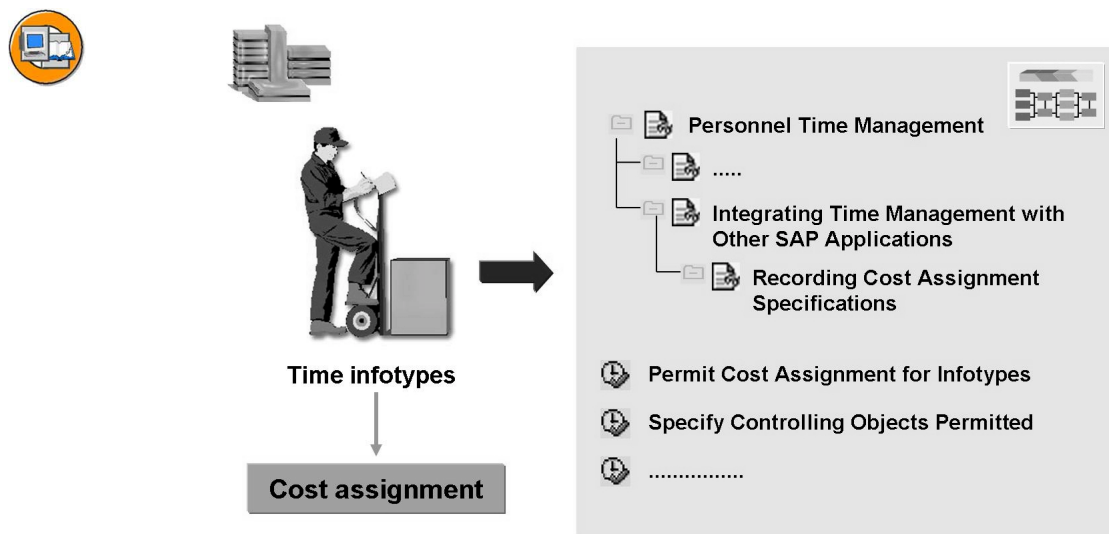 Personnel Time Management
.....
Integrating Time Management with
Other SAP Applications
Recording Cost Assignment
Specifications
Time infotypes
Permit Cost Assignment for Infotypes
Specify Controlling Objects Permitted
................
Cost assignment